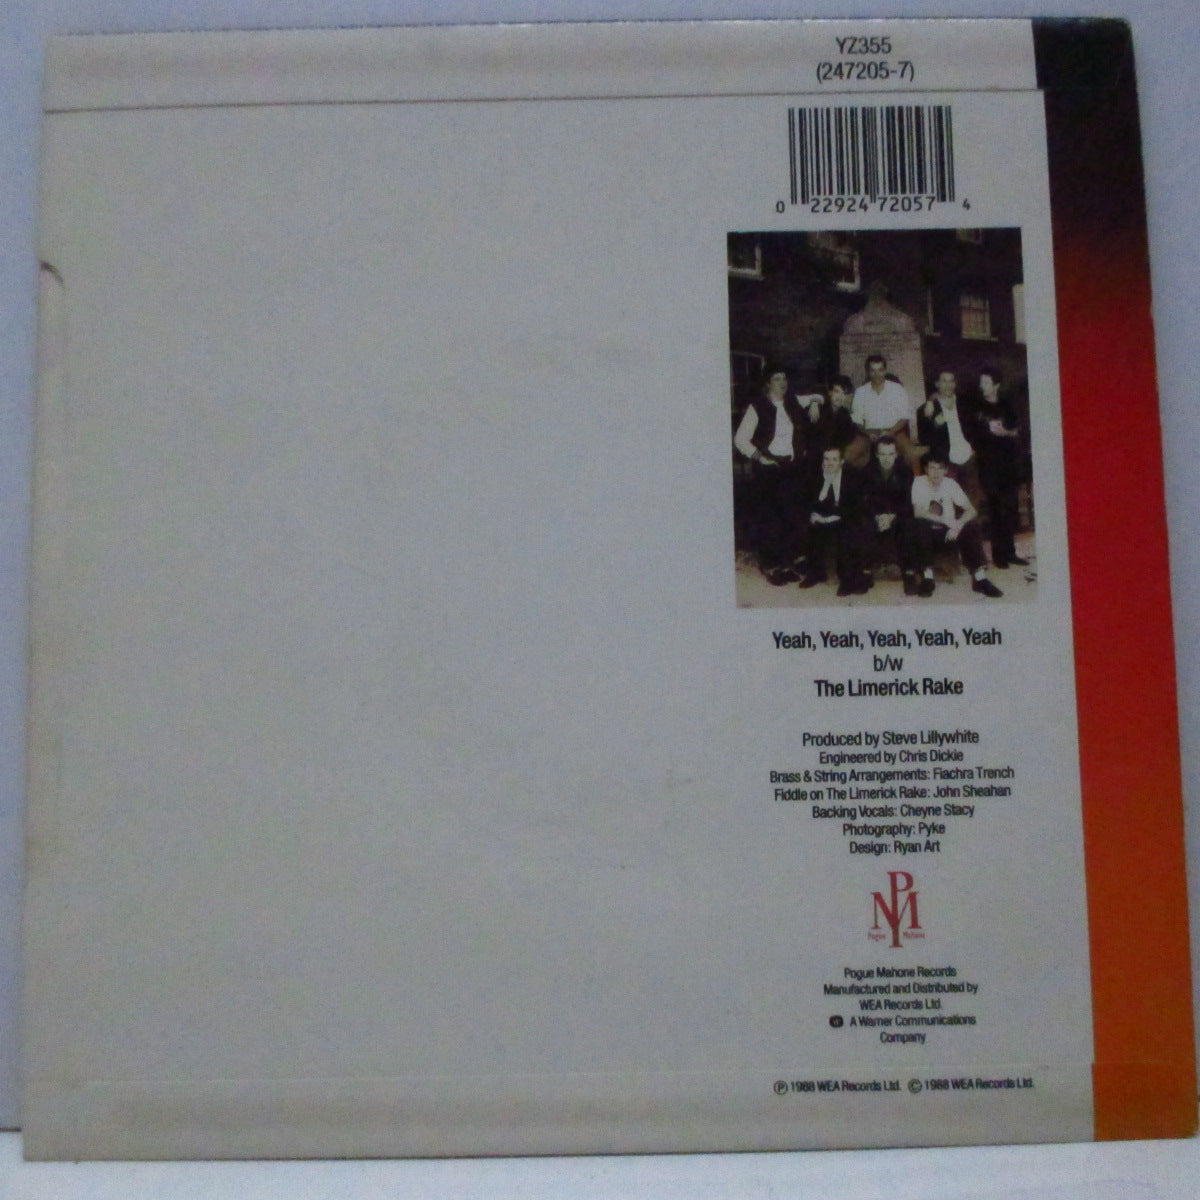 YZ355
(247205-7)
0 22924 72057 4
Yeah, Yeah, Yeah, Yeah, Yeah
b/w
The Limerick Rake
Produced by Steve Lillywhite
Engineered by Chris Dickie
Brass & String Arrangements: Fiachra Trench
Fiddle on The Limerick Rake: John Sheahan
Backing Vocals: Cheyne Stacy
Photography: Pyke
Design: Ryan Art
PM
Pogue Mahone
Pogue Mahone Records
Manufactured and Distributed by
WEA Records Ltd.
A Warner Communications
Company
Ⓟ 1988 WEA Records Ltd. © 1988 WEA Records Ltd.